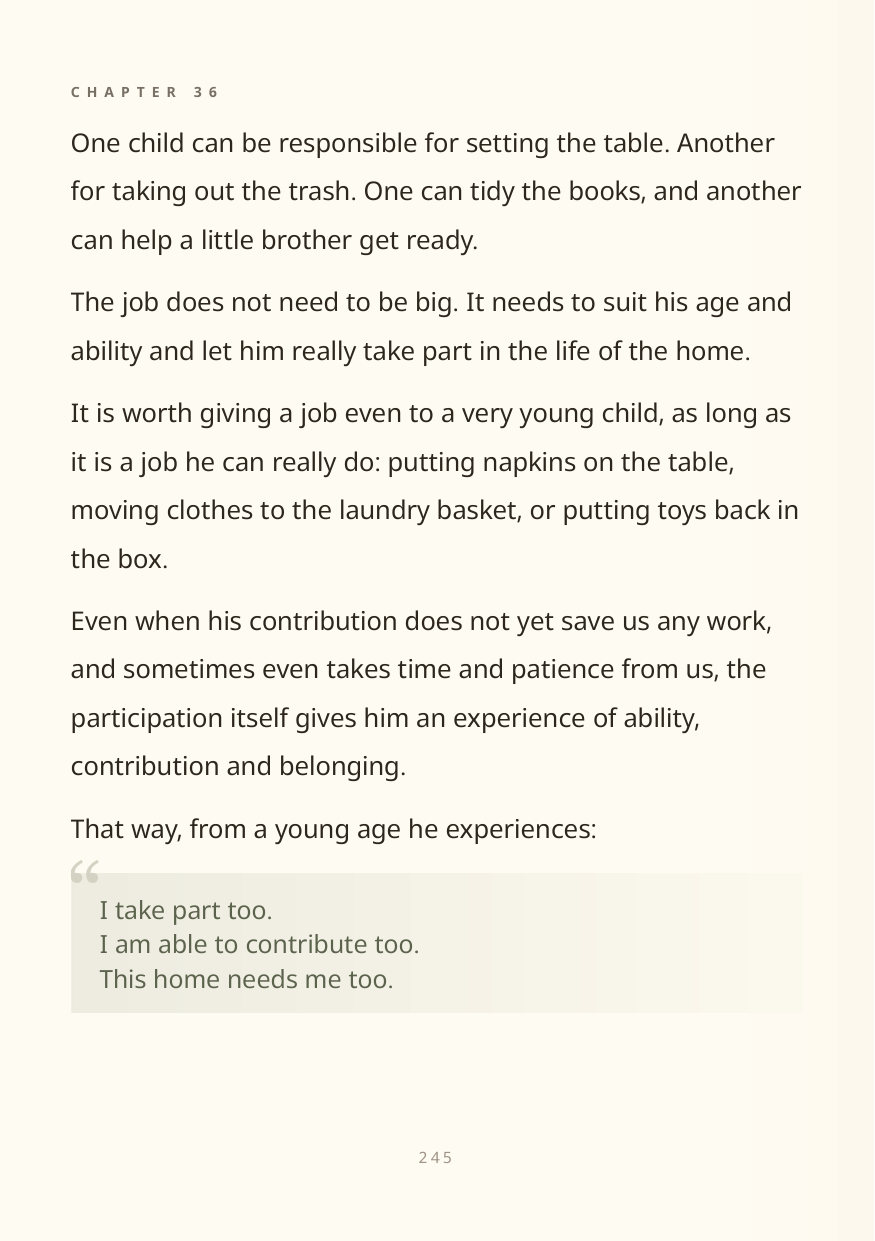 CHAPTER 36
One child can be responsible for setting the table. Another
for taking out the trash. One can tidy the books, and another
can help a little brother get ready.
The job does not need to be big. It needs to suit his age and
ability and let him really take part in the life of the home.
It is worth giving a job even to a very young child, as long as
it is a job he can really do: putting napkins on the table,
moving clothes to the laundry basket, or putting toys back in
the box.
Even when his contribution does not yet save us any work,
and sometimes even takes time and patience from us, the
participation itself gives him an experience of ability,
contribution and belonging.
That way, from a young age he experiences:
“
I take part too.
I am able to contribute too.
This home needs me too.
245